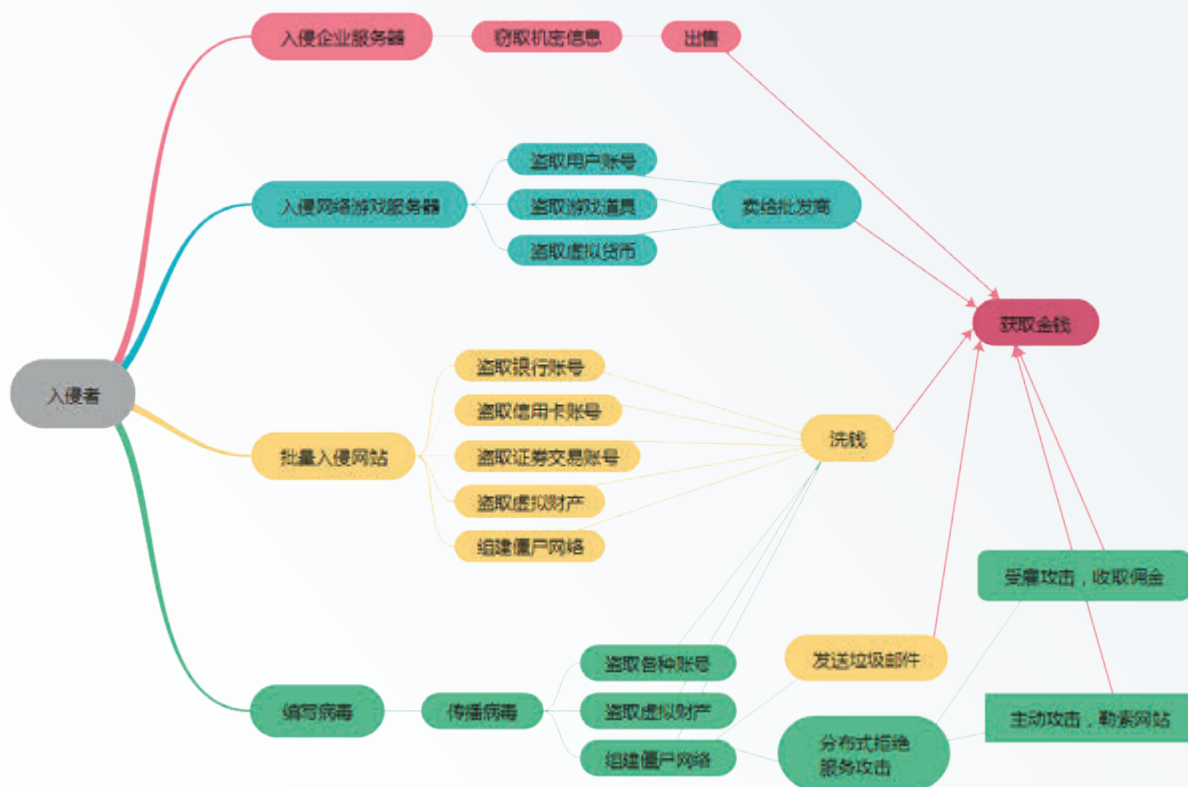 入侵企业服务器
窃取机密信息
出售
入侵网络游戏服务器
盗取用户账号
盗取游戏道具
盗取虚拟货币
卖给批发商
获取金钱
入侵者
批量入侵网站
盗取银行账号
盗取信用卡账号
盗取证券交易账号
盗取虚拟财产
组建僵尸网络
洗钱
编写病毒
传播病毒
盗取各种账号
盗取虚拟财产
组建僵尸网络
发送垃圾邮件
分布式拒绝
服务攻击
受雇攻击，收取佣金
主动攻击，勒索网站